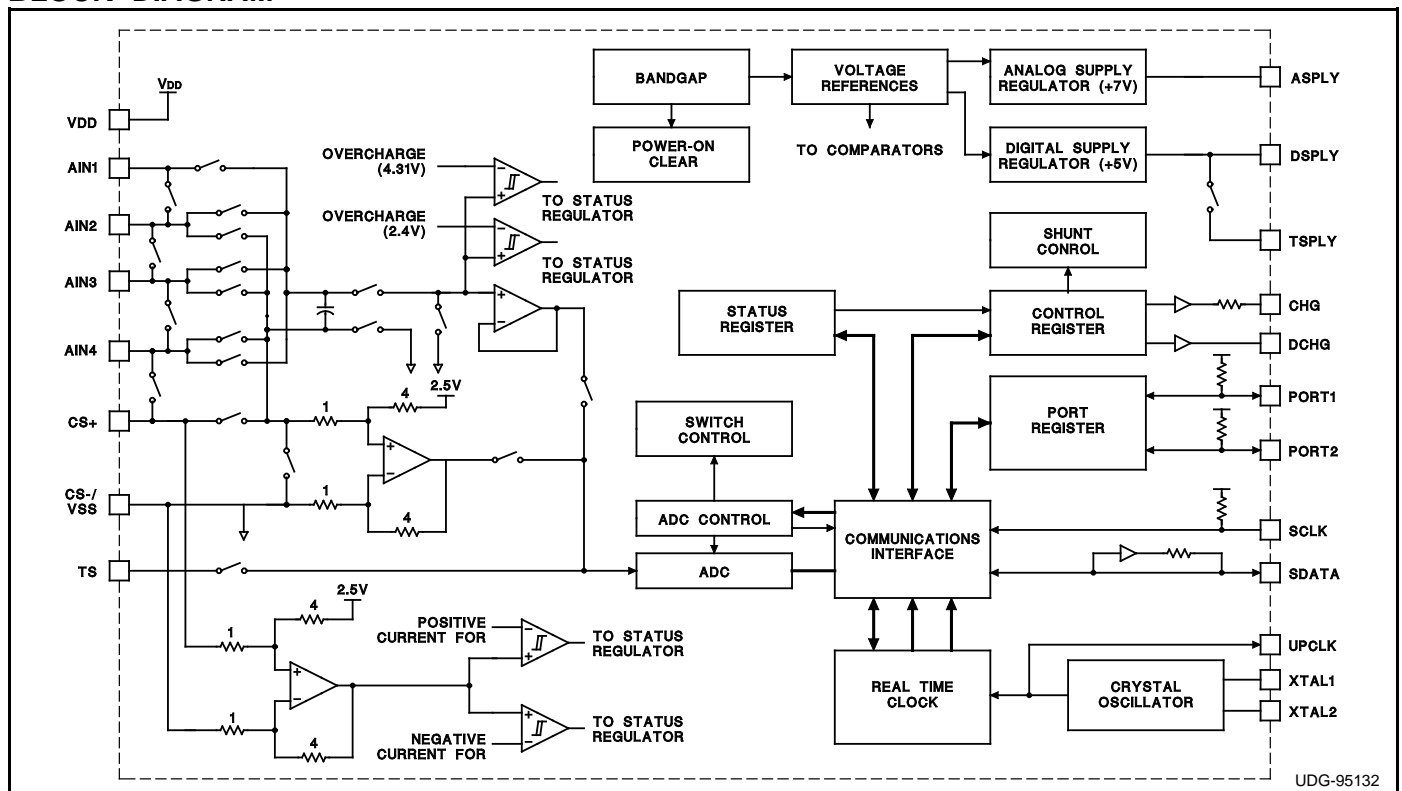 VDD
VDD
AIN1
AIN2
AIN3
AIN4
CS+
CS-/
VSS
TS
OVERCHARGE
(4.31V)
TO STATUS
REGULATOR
OVERCHARGE
(2.4V)
TO STATUS
REGULATOR
2.5V
1
4
1
4
2.5V
1
4
1
4
POSITIVE
CURRENT FOR
TO STATUS
REGULATOR
NEGATIVE
CURRENT FOR
TO STATUS
REGULATOR
BANDGAP
POWER-ON
CLEAR
VOLTAGE
REFERENCES
TO COMPARATORS
ANALOG SUPPLY
REGULATOR (+7V)
DIGITAL SUPPLY
REGULATOR (+5V)
SHUNT
CONROL
STATUS
REGISTER
CONTROL
REGISTER
PORT
REGISTER
SWITCH
CONTROL
ADC CONTROL
ADC
COMMUNICATIONS
INTERFACE
REAL TIME
CLOCK
CRYSTAL
OSCILLATOR
ASPLY
DSPLY
TSPLY
CHG
DCHG
PORT1
PORT2
SCLK
SDATA
UPCLK
XTAL1
XTAL2
UDG-95132